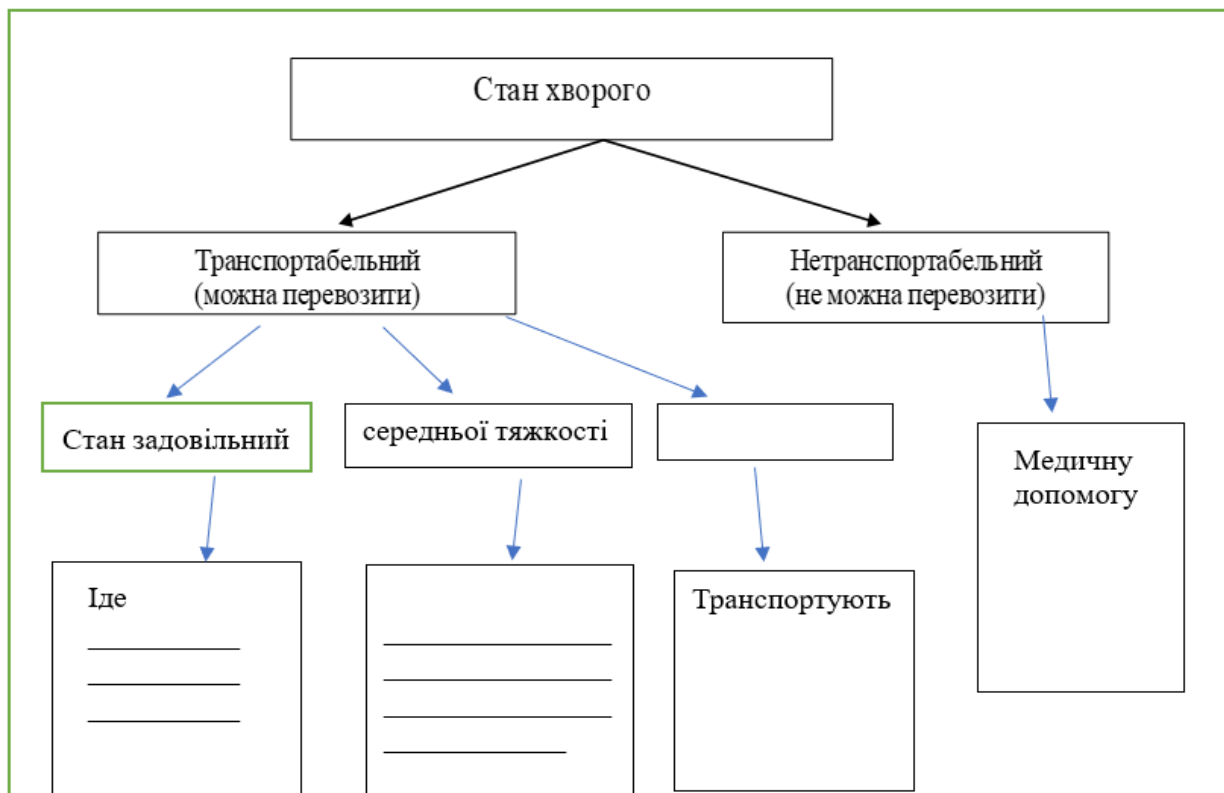 Стан хворого
Транспортабельний
(можна перевозити)
Нетранспортабельний
(не можна перевозити)
Стан задовільний
середньої тяжкості
Медичну
допомогу
Іде
Транспортують